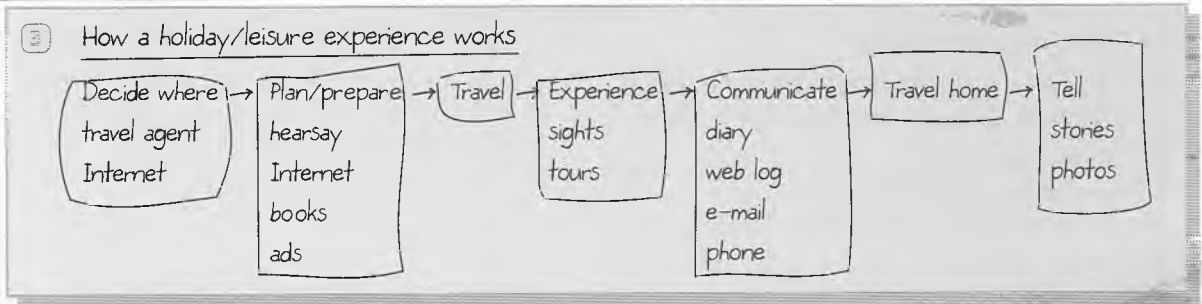 How a holiday/leisure experience works
Decide where → Plan/prepare → Travel → Experience → Communicate → Travel home → Tell
travel agent hearsay sights diary stories
Internet Internet tours web log photos
books e-mail
ads phone